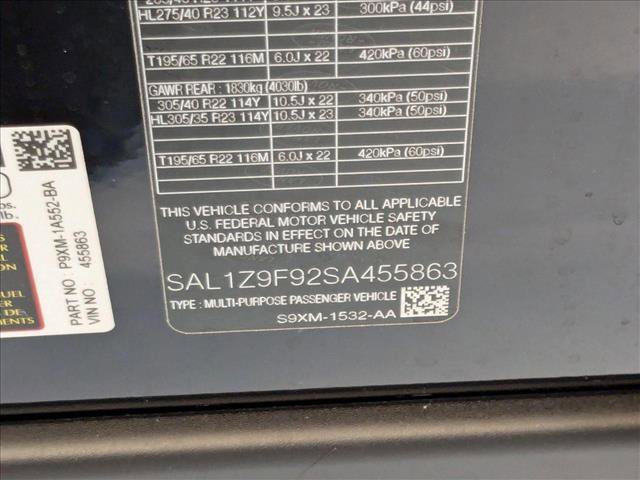 HL275/40 R23 112Y 9.5J x 23 300kPa (44psi)
T195/65 R22 116M 6.0J x 22 420kPa (60psi)
GAWR REAR : 1830kg (4030lb)
305/40 R22 114Y 10.5J x 22 340kPa (50psi)
HL305/35 R23 114Y 10.5J x 23 340kPa (50psi)
T195/65 R22 116M 6.0J x 22 420kPa (60psi)
THIS VEHICLE CONFORMS TO ALL APPLICABLE
U.S. FEDERAL MOTOR VEHICLE SAFETY
STANDARDS IN EFFECT ON THE DATE OF
MANUFACTURE SHOWN ABOVE
SAL1Z9F92SA455863
TYPE : MULTI-PURPOSE PASSENGER VEHICLE
S9XM-1532-AA
PART NO : P9XM-1A552-BA
VIN NO : 455863
lb.